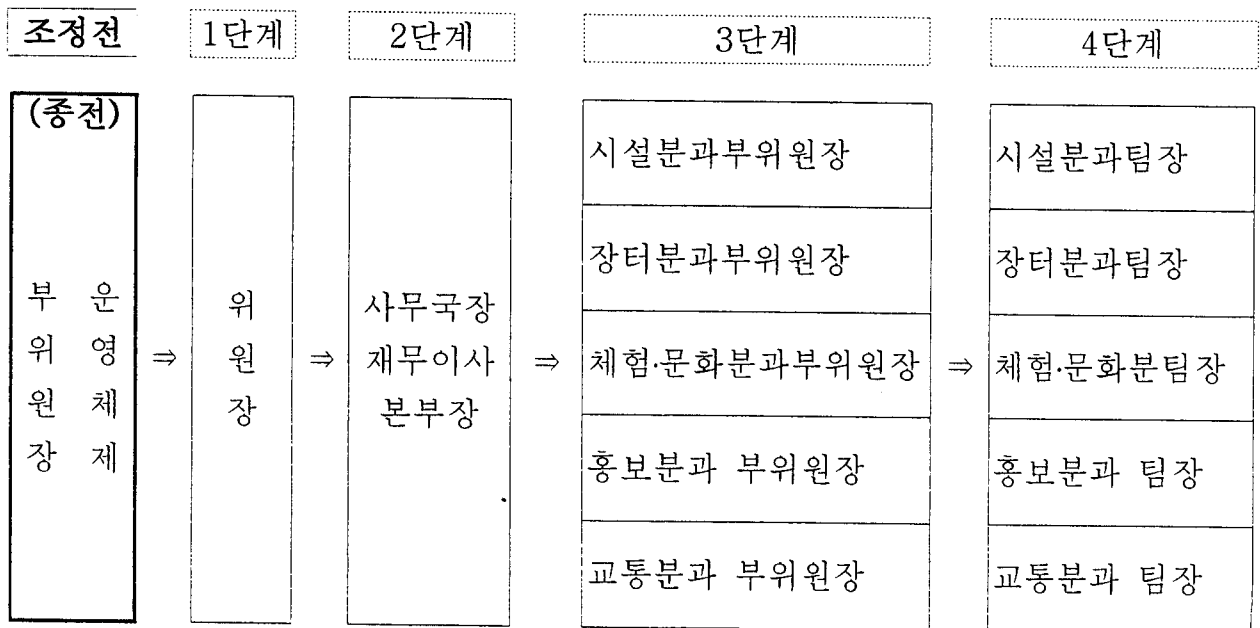 조정전 1단계 2단계 3단계 4단계
(종전)
부 운
위 영
원 체
장 제
⇒
위
원
장
⇒
사무국장
재무이사
본부장
⇒
시설분과부위원장
장터분과부위원장
체험·문화분과부위원장
홍보분과 부위원장
교통분과 부위원장
⇒
시설분과팀장
장터분과팀장
체험·문화분팀장
홍보분과 팀장
교통분과 팀장